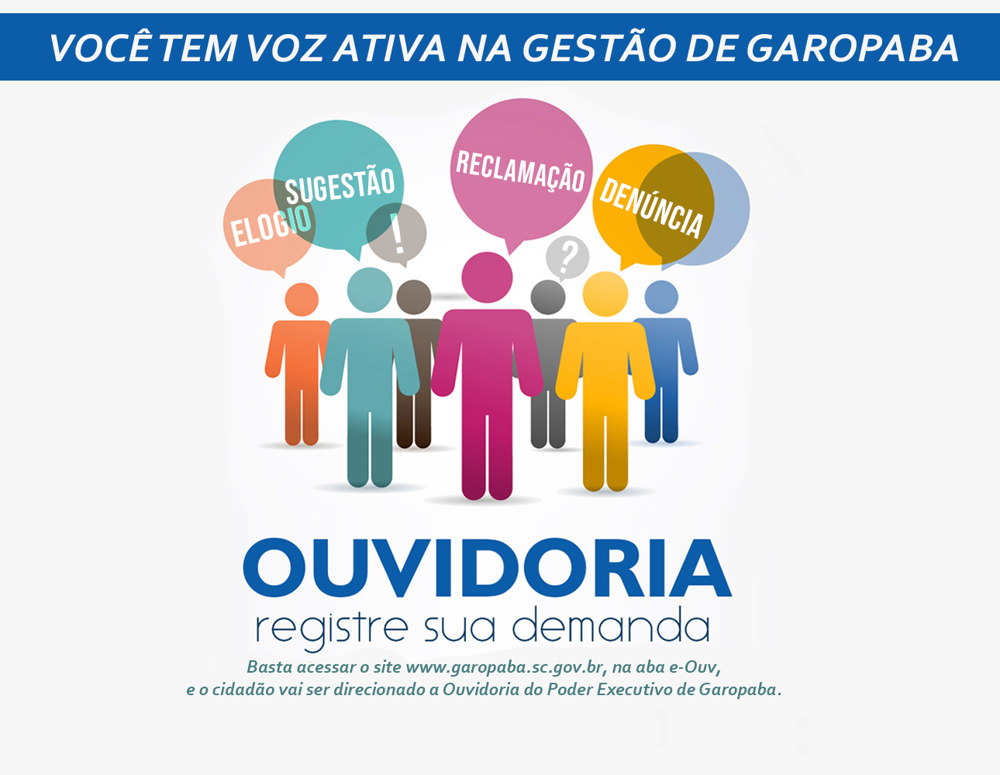 VOCÊ TEM VOZ ATIVA NA GESTÃO DE GAROPABA
ELOGIO
SUGESTÃO
!
RECLAMAÇÃO
?
DENÚNCIA
OUVIDORIA
registre sua demanda
Basta acessar o site www.garopaba.sc.gov.br, na aba e-Ouv,
e o cidadão vai ser direcionado a Ouvidoria do Poder Executivo de Garopaba.